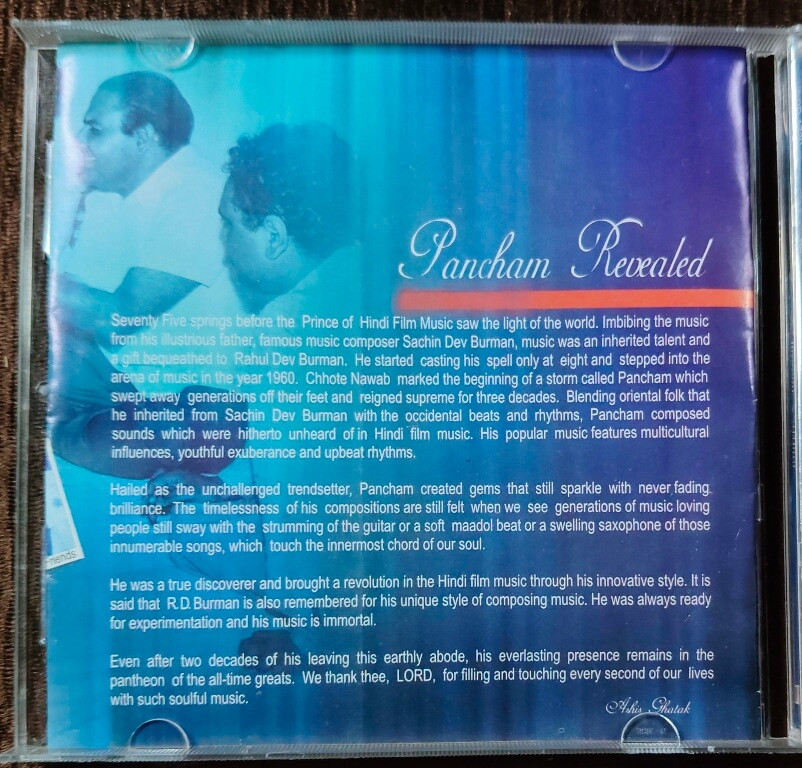 Pancham Revealed
Seventy Five springs before the Prince of Hindi Film Music saw the light of the world. Imbibing the music
from his illustrious father, famous music composer Sachin Dev Burman, music was an inherited talent and
a gift bequeathed to Rahul Dev Burman. He started casting his spell only at eight and stepped into the
arena of music in the year 1960. Chhote Nawab marked the beginning of a storm called Pancham which
swept away generations off their feet and reigned supreme for three decades. Blending oriental folk that
he inherited from Sachin Dev Burman with the occidental beats and rhythms, Pancham composed
sounds which were hitherto unheard of in Hindi film music. His popular music features multicultural
influences, youthful exuberance and upbeat rhythms.
Hailed as the unchallenged trendsetter, Pancham created gems that still sparkle with never fading
brilliance. The timelessness of his compositions are still felt when we see generations of music loving
people still sway with the strumming of the guitar or a soft maadol beat or a swelling saxophone of those
innumerable songs, which touch the innermost chord of our soul.
He was a true discoverer and brought a revolution in the Hindi film music through his innovative style. It is
said that R.D.Burman is also remembered for his unique style of composing music. He was always ready
for experimentation and his music is immortal.
Even after two decades of his leaving this earthly abode, his everlasting presence remains in the
pantheon of the all-time greats. We thank thee, LORD, for filling and touching every second of our lives
with such soulful music.
Ashis Ghatak